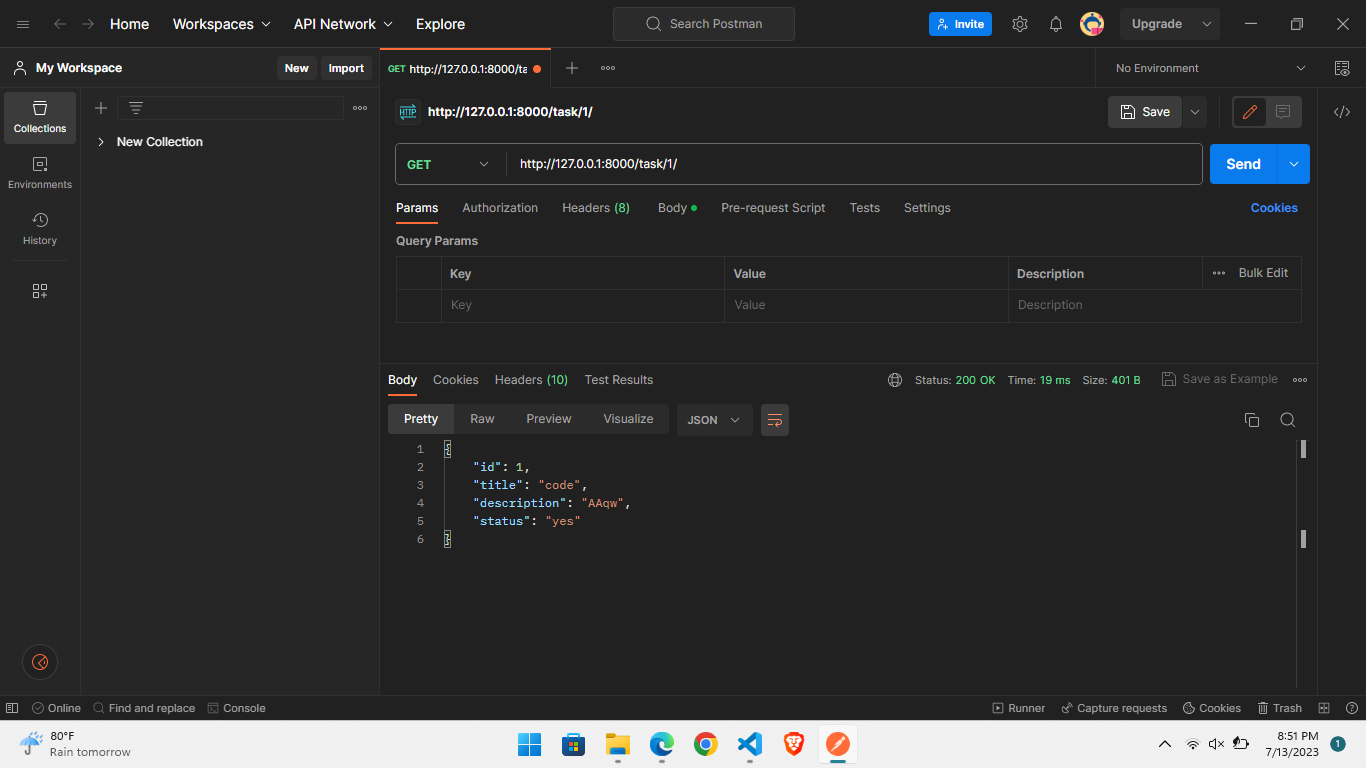 Home Workspaces API Network Explore Search Postman Invite Upgrade
My Workspace New Import GET http://127.0.0.1:8000/ta No Environment
Collections
New Collection
Environments
History
HTTP http://127.0.0.1:8000/task/1/ Save
GET http://127.0.0.1:8000/task/1/ Send
Params Authorization Headers (8) Body Pre-request Script Tests Settings Cookies
Query Params
Key Value Description Bulk Edit
Key Value Description
Body Cookies Headers (10) Test Results Status: 200 OK Time: 19 ms Size: 401 B Save as Example
Pretty Raw Preview Visualize JSON
1 {
2 "id": 1,
3 "title": "code",
4 "description": "AAqw",
5 "status": "yes"
6 }
Online Find and replace Console Runner Capture requests Cookies Trash
80°F
Rain tomorrow
8:51 PM
7/13/2023
1